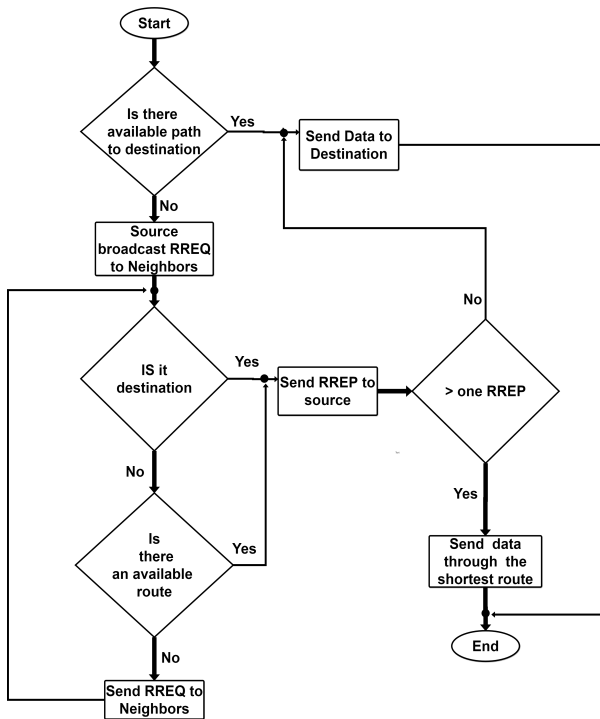 Start
Is there
available path
to destination
Yes
Send Data to
Destination
No
Source
broadcast RREQ
to Neighbors
No
IS it
destination
Yes
Send RREP to
source
> one RREP
No
Yes
Is
there
an available
route
Yes
Send data
through the
shortest route
No
End
Send RREQ to
Neighbors